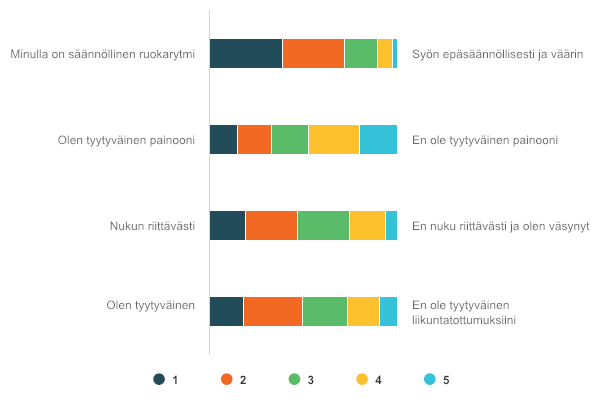 Minulla on säännöllinen ruokarytmi
Syön epäsäännöllisesti ja väärin
Olen tyytyväinen painooni
En ole tyytyväinen painooni
Nukun riittävästi
En nuku riittävästi ja olen väsynyt
Olen tyytyväinen
En ole tyytyväinen
liikuntatottumuksiini
1 2 3 4 5